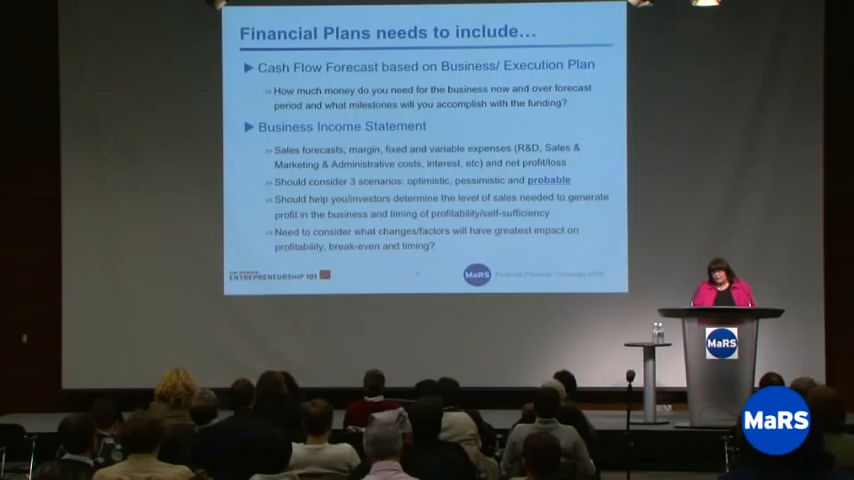 Financial Plans needs to include…
Cash Flow Forecast based on Business/ Execution Plan
How much money do you need for the business now and over forecast
period and what milestones will you accomplish with the funding?
Business Income Statement
Sales forecasts, margin, fixed and variable expenses (R&D, Sales &
Marketing & Administrative costs, interest, etc) and net profit/loss
Should consider 3 scenarios: optimistic, pessimistic and probable
Should help you/investors determine the level of sales needed to generate
profit in the business and timing of profitability/self-sufficiency
Need to consider what changes/factors will have greatest impact on
profitability, break-even and timing?
ENTREPRENEURSHIP 101
MaRS
Financial Planning - February
MaRS
MaRS